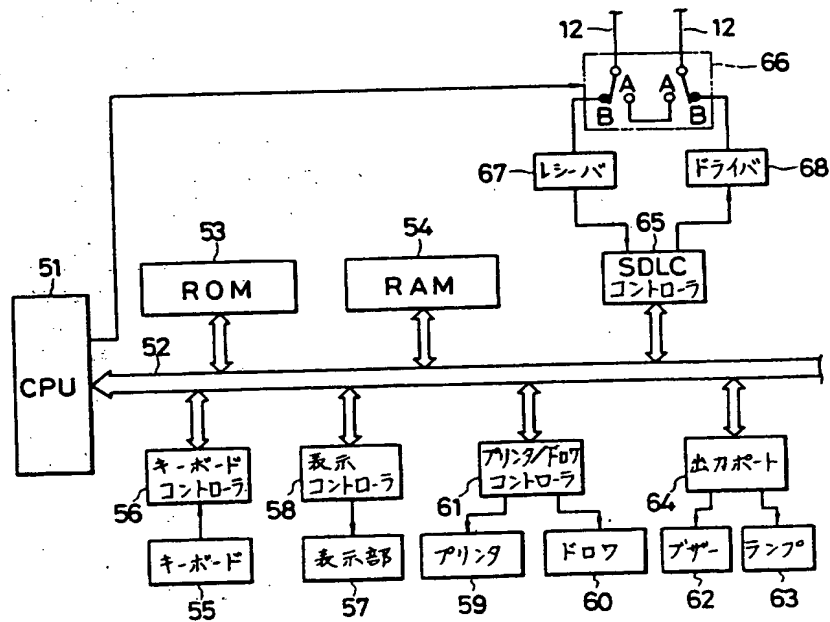 12
12
66
A
A
B
B
67
レシーバ
ドライバ
68
65
SDLC
コントローラ
53
ROM
54
RAM
51
CPU
52
キーボード
コントローラ
56
表示
コントローラ
58
プリンタ/ドロワ
コントローラ
61
出力ポート
64
キーボード
55
表示部
57
プリンタ
59
ドロワ
60
ブザー
62
ランプ
63